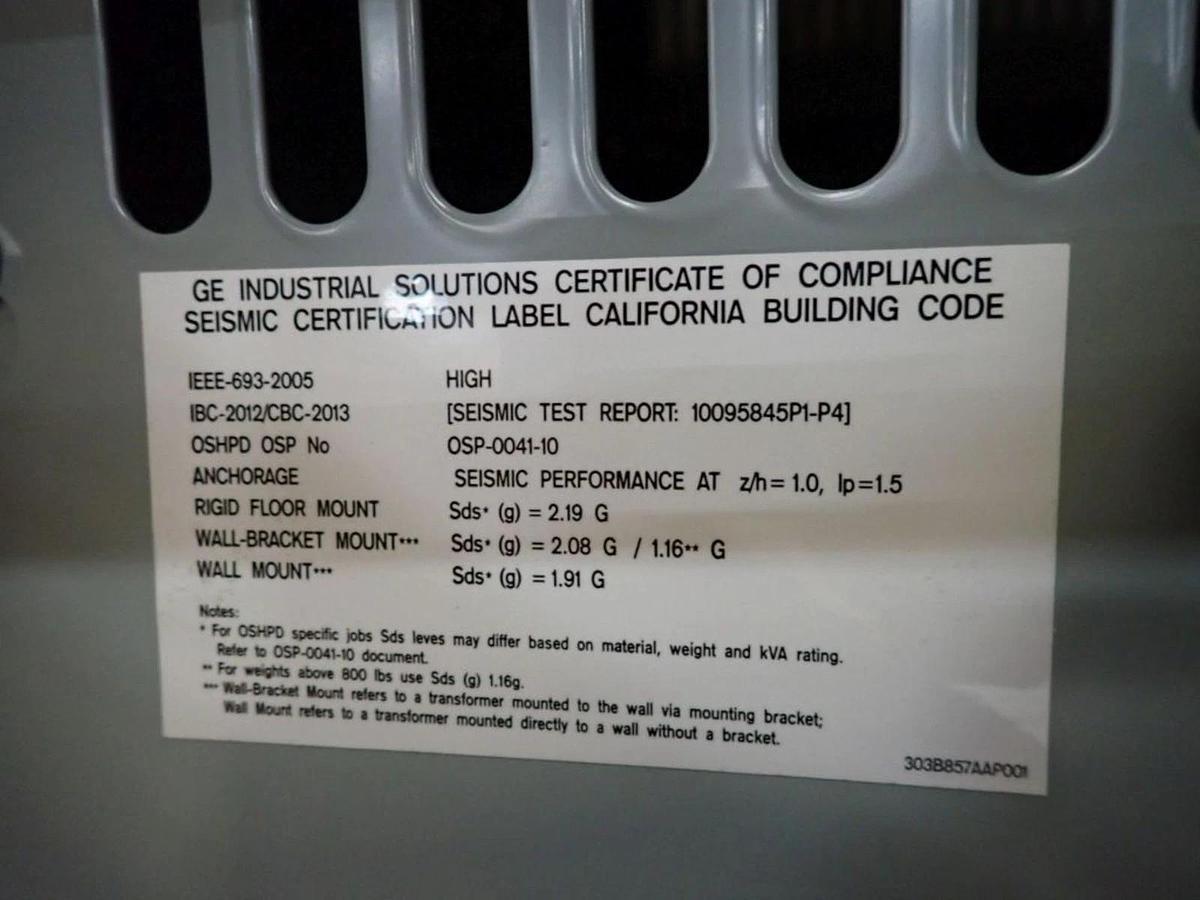 GE INDUSTRIAL SOLUTIONS CERTIFICATE OF COMPLIANCE
SEISMIC CERTIFICATION LABEL CALIFORNIA BUILDING CODE
IEEE-693-2005 HIGH
IBC-2012/CBC-2013 [SEISMIC TEST REPORT: 10095845P1-P4]
OSHPD OSP No OSP-0041-10
ANCHORAGE SEISMIC PERFORMANCE AT z/h= 1.0, Ip=1.5
RIGID FLOOR MOUNT Sds* (g) = 2.19 G
WALL-BRACKET MOUNT*** Sds* (g) = 2.08 G / 1.16** G
WALL MOUNT*** Sds* (g) = 1.91 G
Notes:
* For OSHPD specific jobs Sds leves may differ based on material, weight and kVA rating.
Refer to OSP-0041-10 document.
** For weights above 800 lbs use Sds (g) 1.16g.
*** Wall-Bracket Mount refers to a transformer mounted to the wall via mounting bracket;
Wall Mount refers to a transformer mounted directly to a wall without a bracket.
303B857AAP001